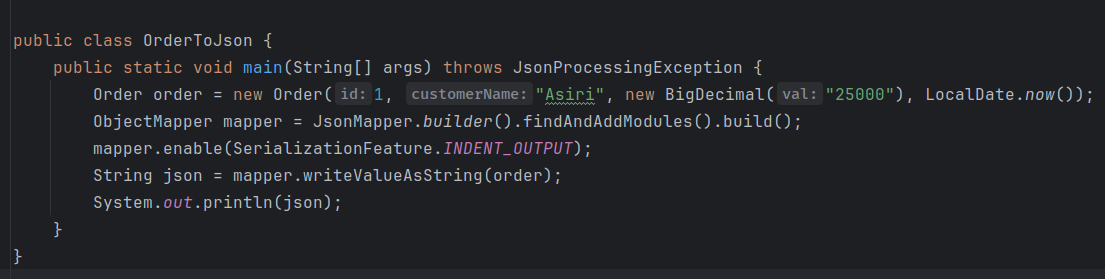 public class OrderToJson {
public static void main(String[] args) throws JsonProcessingException {
Order order = new Order( id: 1, customerName: "Asiri", new BigDecimal( val: "25000"), LocalDate.now());
ObjectMapper mapper = JsonMapper.builder().findAndAddModules().build();
mapper.enable(SerializationFeature.INDENT_OUTPUT);
String json = mapper.writeValueAsString(order);
System.out.println(json);
}
}